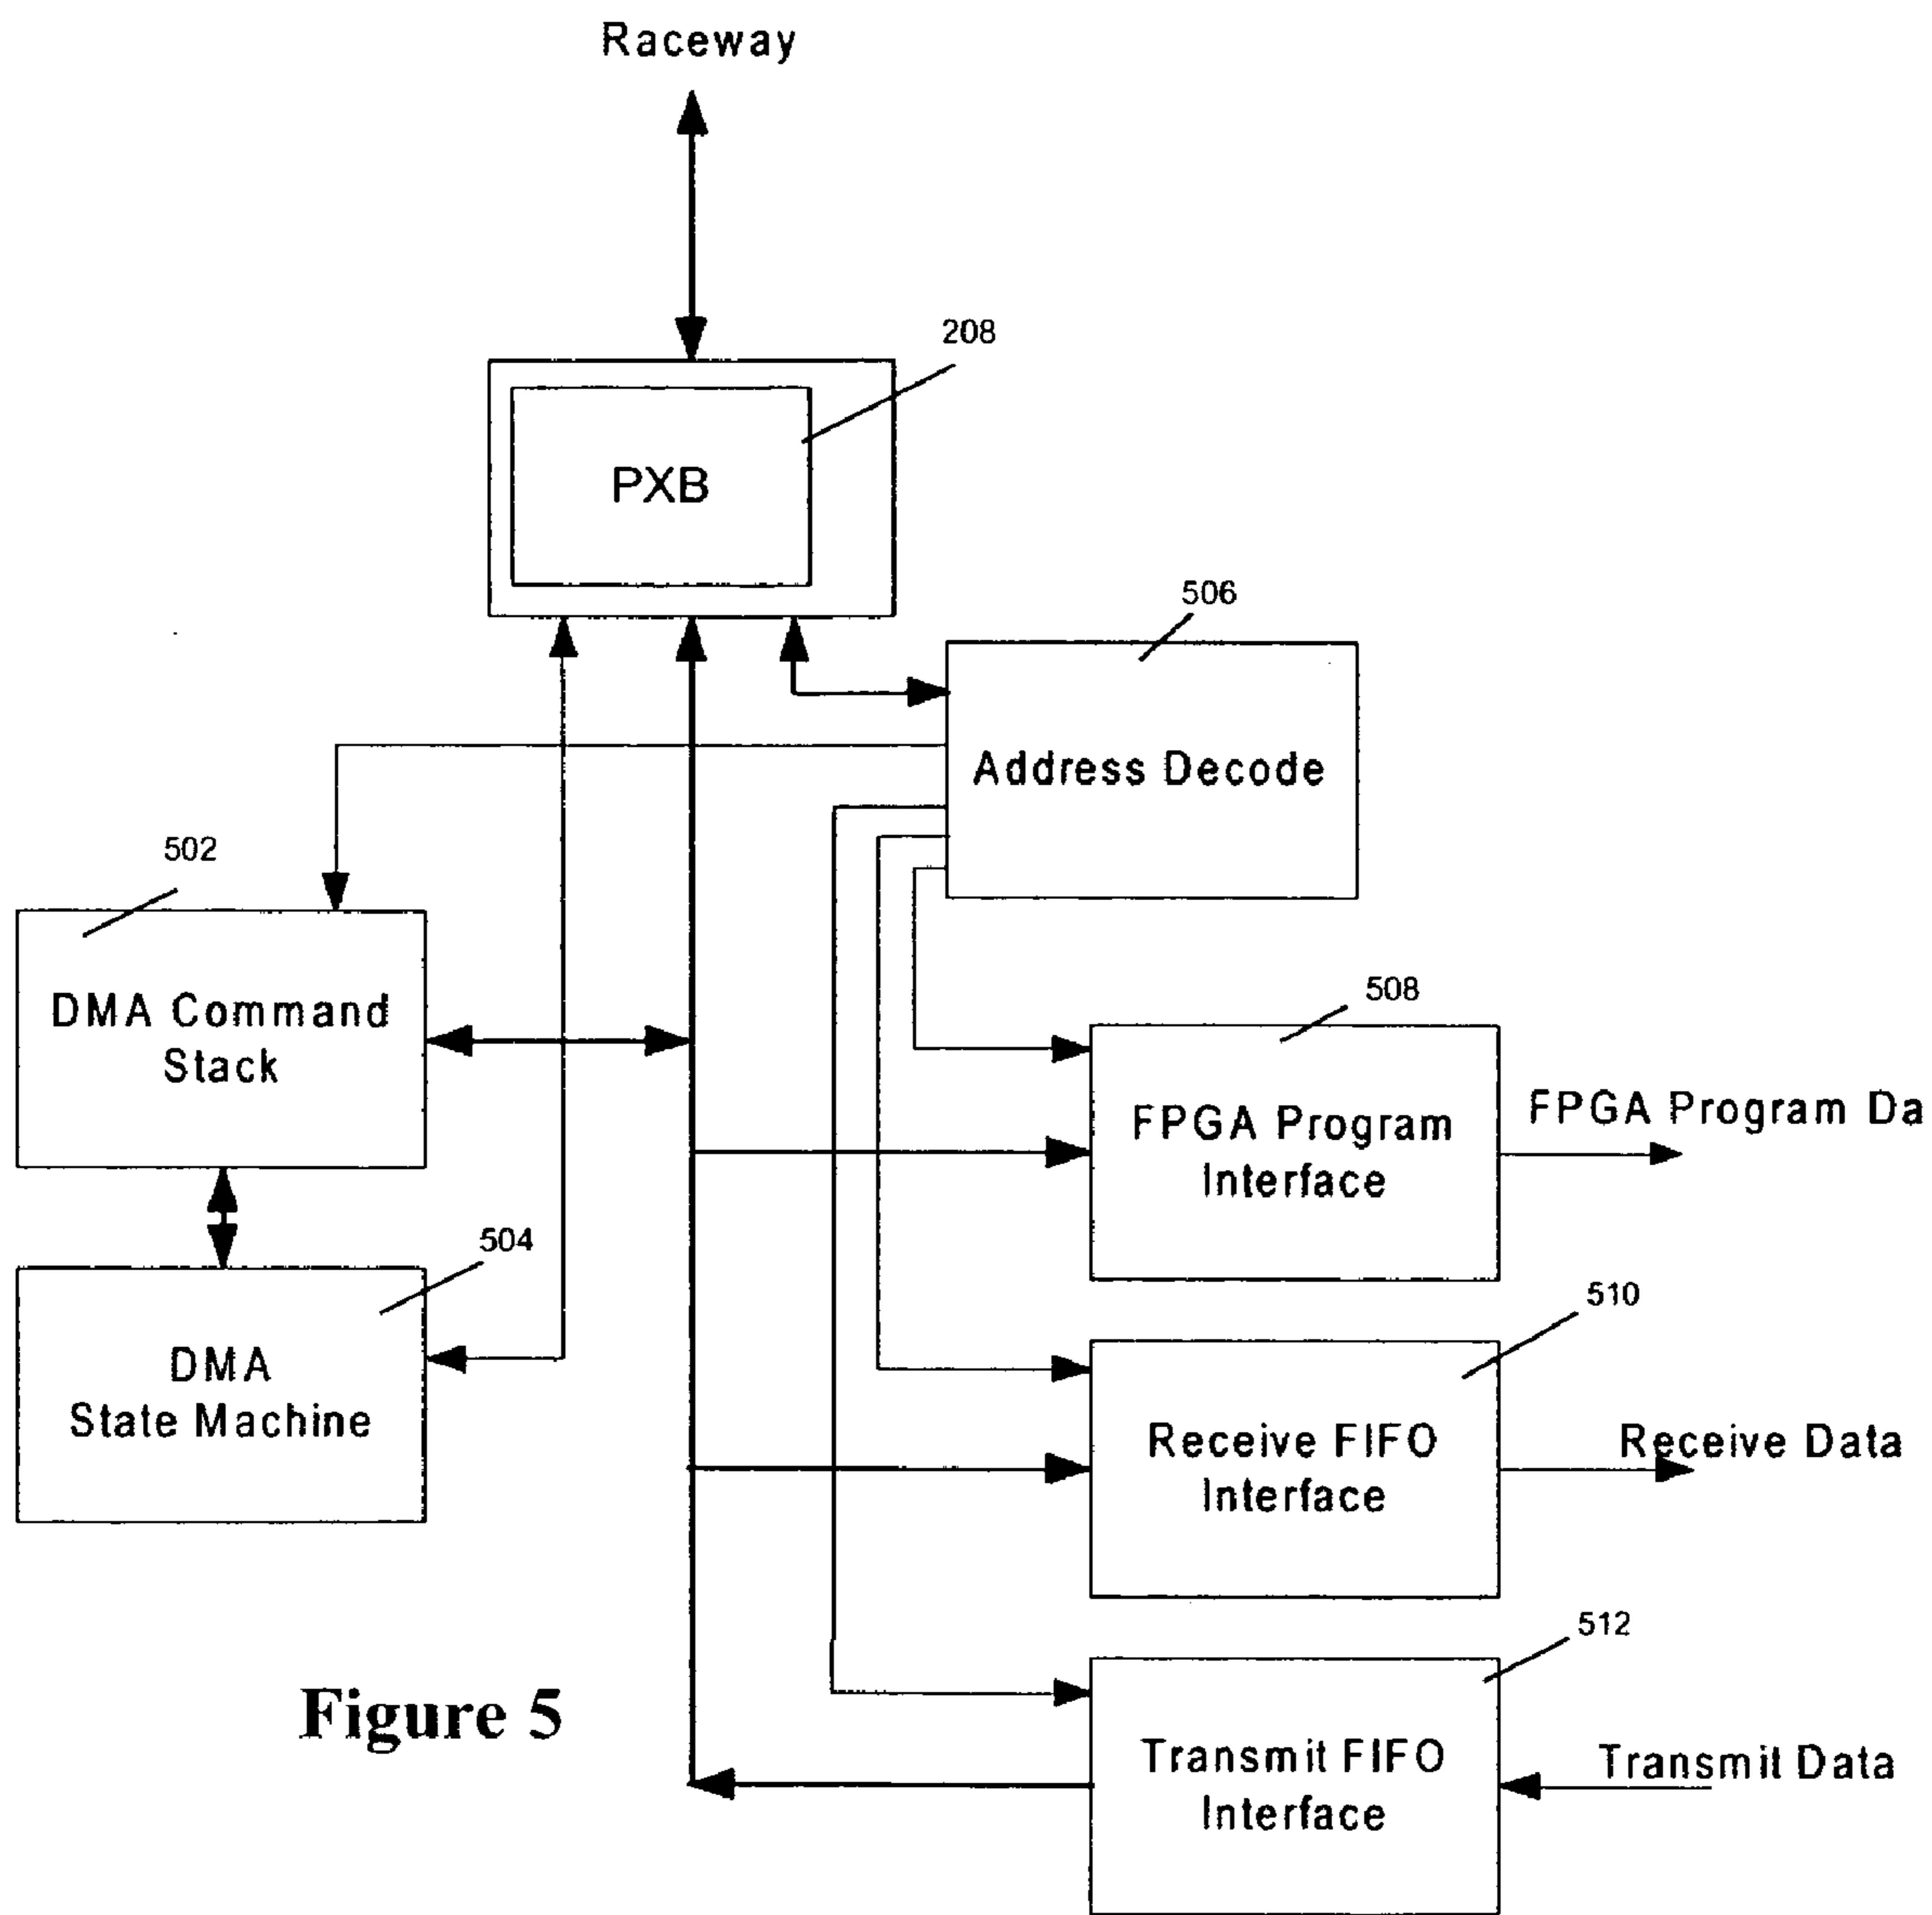 Raceway
208
PXB
506
Address Decode
502
DMA Command
Stack
508
FPGA Program
Interface
FPGA Program Da
504
DMA
State Machine
510
Receive FIFO
Interface
Receive Data
512
Transmit FIFO
Interface
Transmit Data
Figure 5